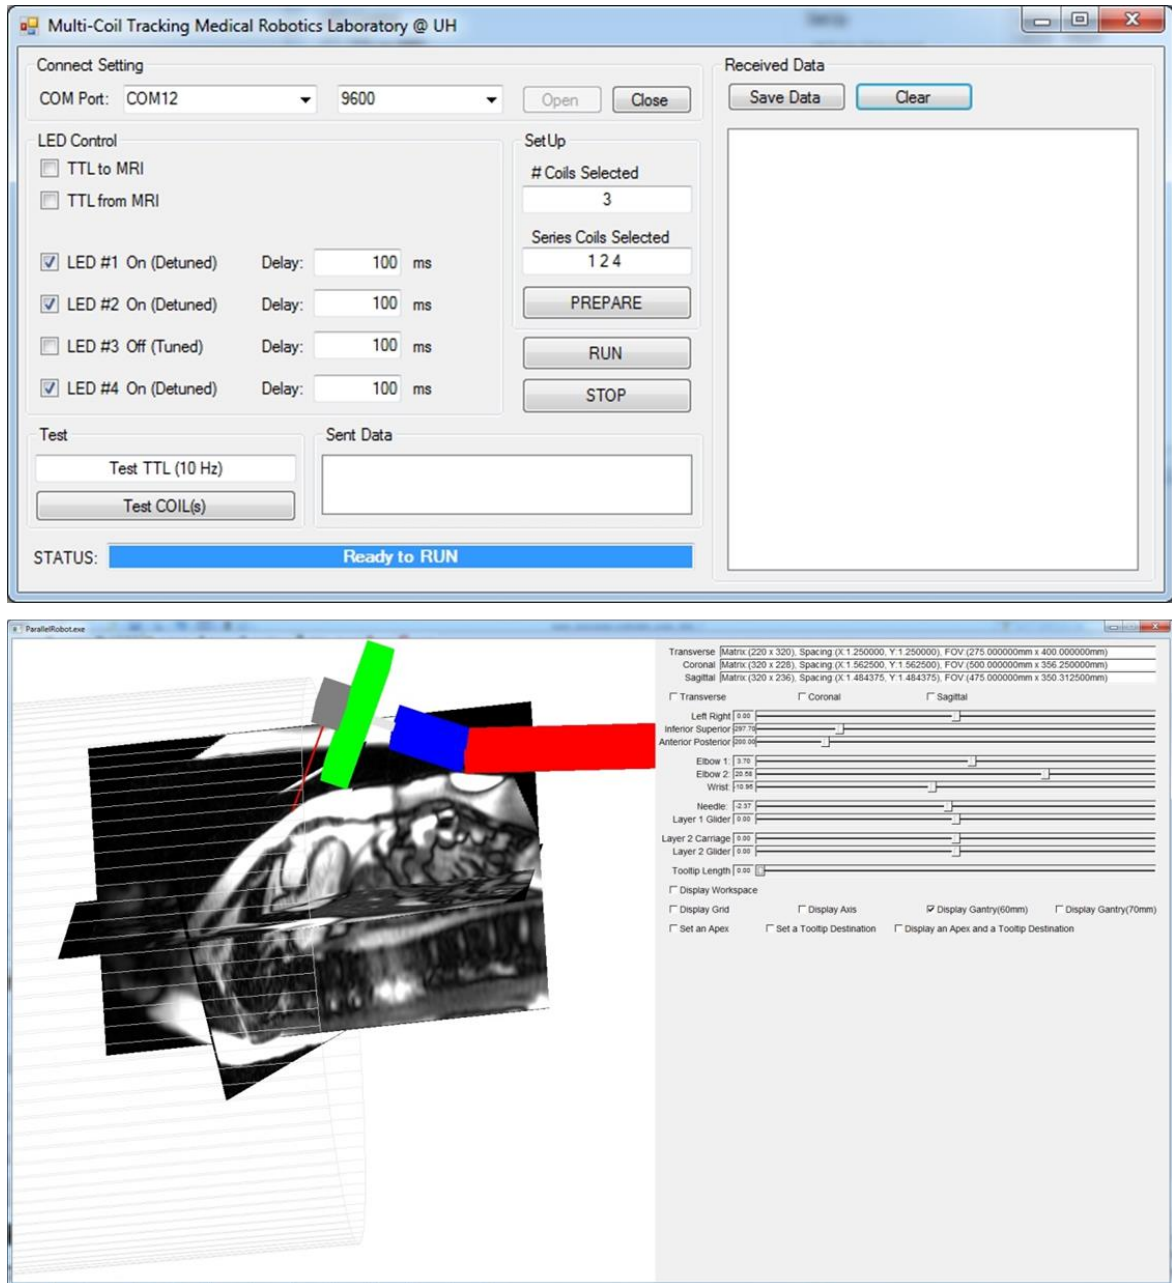 Multi-Coil Tracking Medical Robotics Laboratory @ UH
Connect Setting
COM Port: COM12 9600 Open Close
LED Control
TTL to MRI
TTL from MRI
LED #1 On (Detuned) Delay: 100 ms
LED #2 On (Detuned) Delay: 100 ms
LED #3 Off (Tuned) Delay: 100 ms
LED #4 On (Detuned) Delay: 100 ms
SetUp
# Coils Selected
3
Series Coils Selected
1 2 4
PREPARE
RUN
STOP
Test
Test TTL (10 Hz)
Test COIL(s)
Sent Data
STATUS: Ready to RUN
Received Data
Save Data Clear
ParallelRobot.exe
Transverse Matrix (220 x 320), Spacing (X:1.250000, Y:1.250000), FOV (275.000000mm x 400.000000mm)
Coronal Matrix (320 x 228), Spacing (X:1.562500, Y:1.562500), FOV (500.000000mm x 356.250000mm)
Sagittal Matrix (320 x 236), Spacing (X:1.484375, Y:1.484375), FOV (475.000000mm x 350.312500mm)
Transverse Coronal Sagittal
Left Right 0.00
Inferior Superior 297.70
Anterior Posterior 200.00
Elbow 1: 3.70
Elbow 2: 20.58
Wrist: -10.95
Needle: -2.37
Layer 1 Glider 0.00
Layer 2 Carriage 0.00
Layer 2 Glider 0.00
Tooltip Length 0.00
Display Workspace
Display Grid Display Axis Display Gantry(60mm) Display Gantry(70mm)
Set an Apex Set a Tooltip Destination Display an Apex and a Tooltip Destination